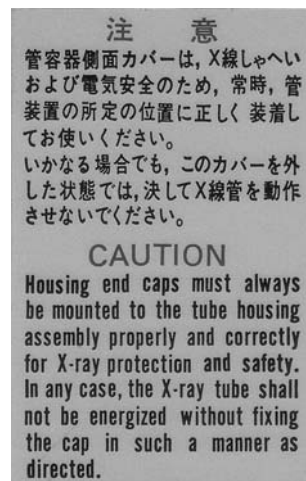 注 意
管容器側面カバーは，X線しゃへい
および電気安全のため，常時，管
装置の所定の位置に正しく 装着し
てお使いください。
いかなる場合でも，このカバーを外
した状態では，決してX線管を動作
させないでください。
CAUTION
Housing end caps must always
be mounted to the tube housing
assembly properly and correctly
for X-ray protection and safety.
In any case, the X-ray tube shall
not be energized without fixing
the cap in such a manner as
directed.